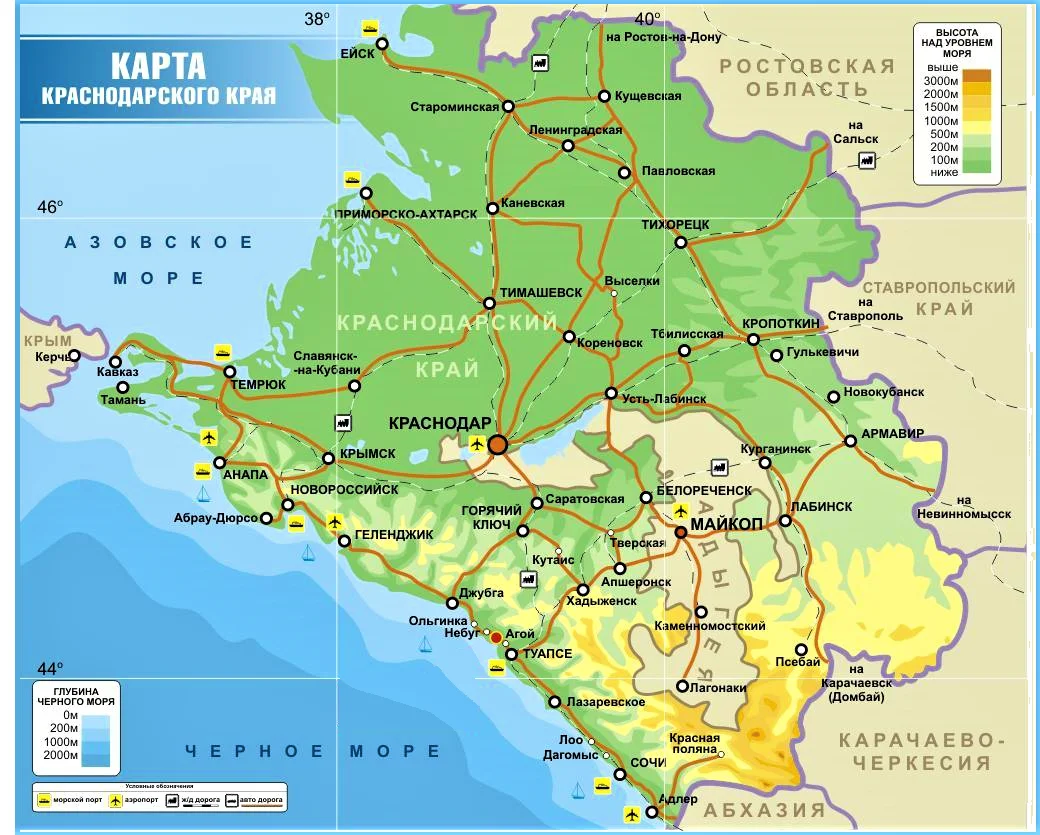 38°
40°
КАРТА
КРАСНОДАРСКОГО КРАЯ
ЕЙСК
на Ростов-на-Дону
РОСТОВСКАЯ
ОБЛАСТЬ
ВЫСОТА
НАД УРОВНЕМ
МОРЯ
выше
3000м
2000м
1500м
1000м
500м
200м
100м
ниже
Староминская
Кущевская
Ленинградская
Павловская
на
Сальск
46°
ПРИМОРСКО-АХТАРСК
Каневская
ТИХОРЕЦК
АЗОВСКОЕ
МОРЕ
Выселки
ТИМАШЕВСК
СТАВРОПОЛЬСКИЙ
КРАЙ
на
Ставрополь
КРАСНОДАРСКИЙ
КРАЙ
КРЫМ
Керчь
Кавказ
Тамань
ТЕМРЮК
Славянск-
-на-Кубани
Кореновск
Тбилисская
КРОПОТКИН
Гулькевичи
Новокубанск
Усть-Лабинск
КРАСНОДАР
АРМАВИР
Курганинск
КРЫМСК
АНАПА
НОВОРОССИЙСК
Абрау-Дюрсо
ГЕЛЕНДЖИК
Саратовская
ГОРЯЧИЙ
КЛЮЧ
БЕЛОРЕЧЕНСК
МАЙКОП
ЛАБИНСК
на
Невинномысск
АДЫГЕЯ
Тверская
Кутаис
Апшеронск
Хадыженск
Джубга
Ольгинка
Небуг
Агой
ТУАПСЕ
Каменномостский
Псебай
на
Карачаевск
(Домбай)
Лагонаки
44°
Лазаревское
ГЛУБИНА
ЧЕРНОГО МОРЯ
0м
200м
1000м
2000м
ЧЕРНОЕ МОРЕ
Лоо
Дагомыс
Красная
поляна
СОЧИ
Адлер
КАРАЧАЕВО-
ЧЕРКЕСИЯ
АБХАЗИЯ
Условные обозначения
морской порт
аэропорт
ж/д дорога
авто дорога